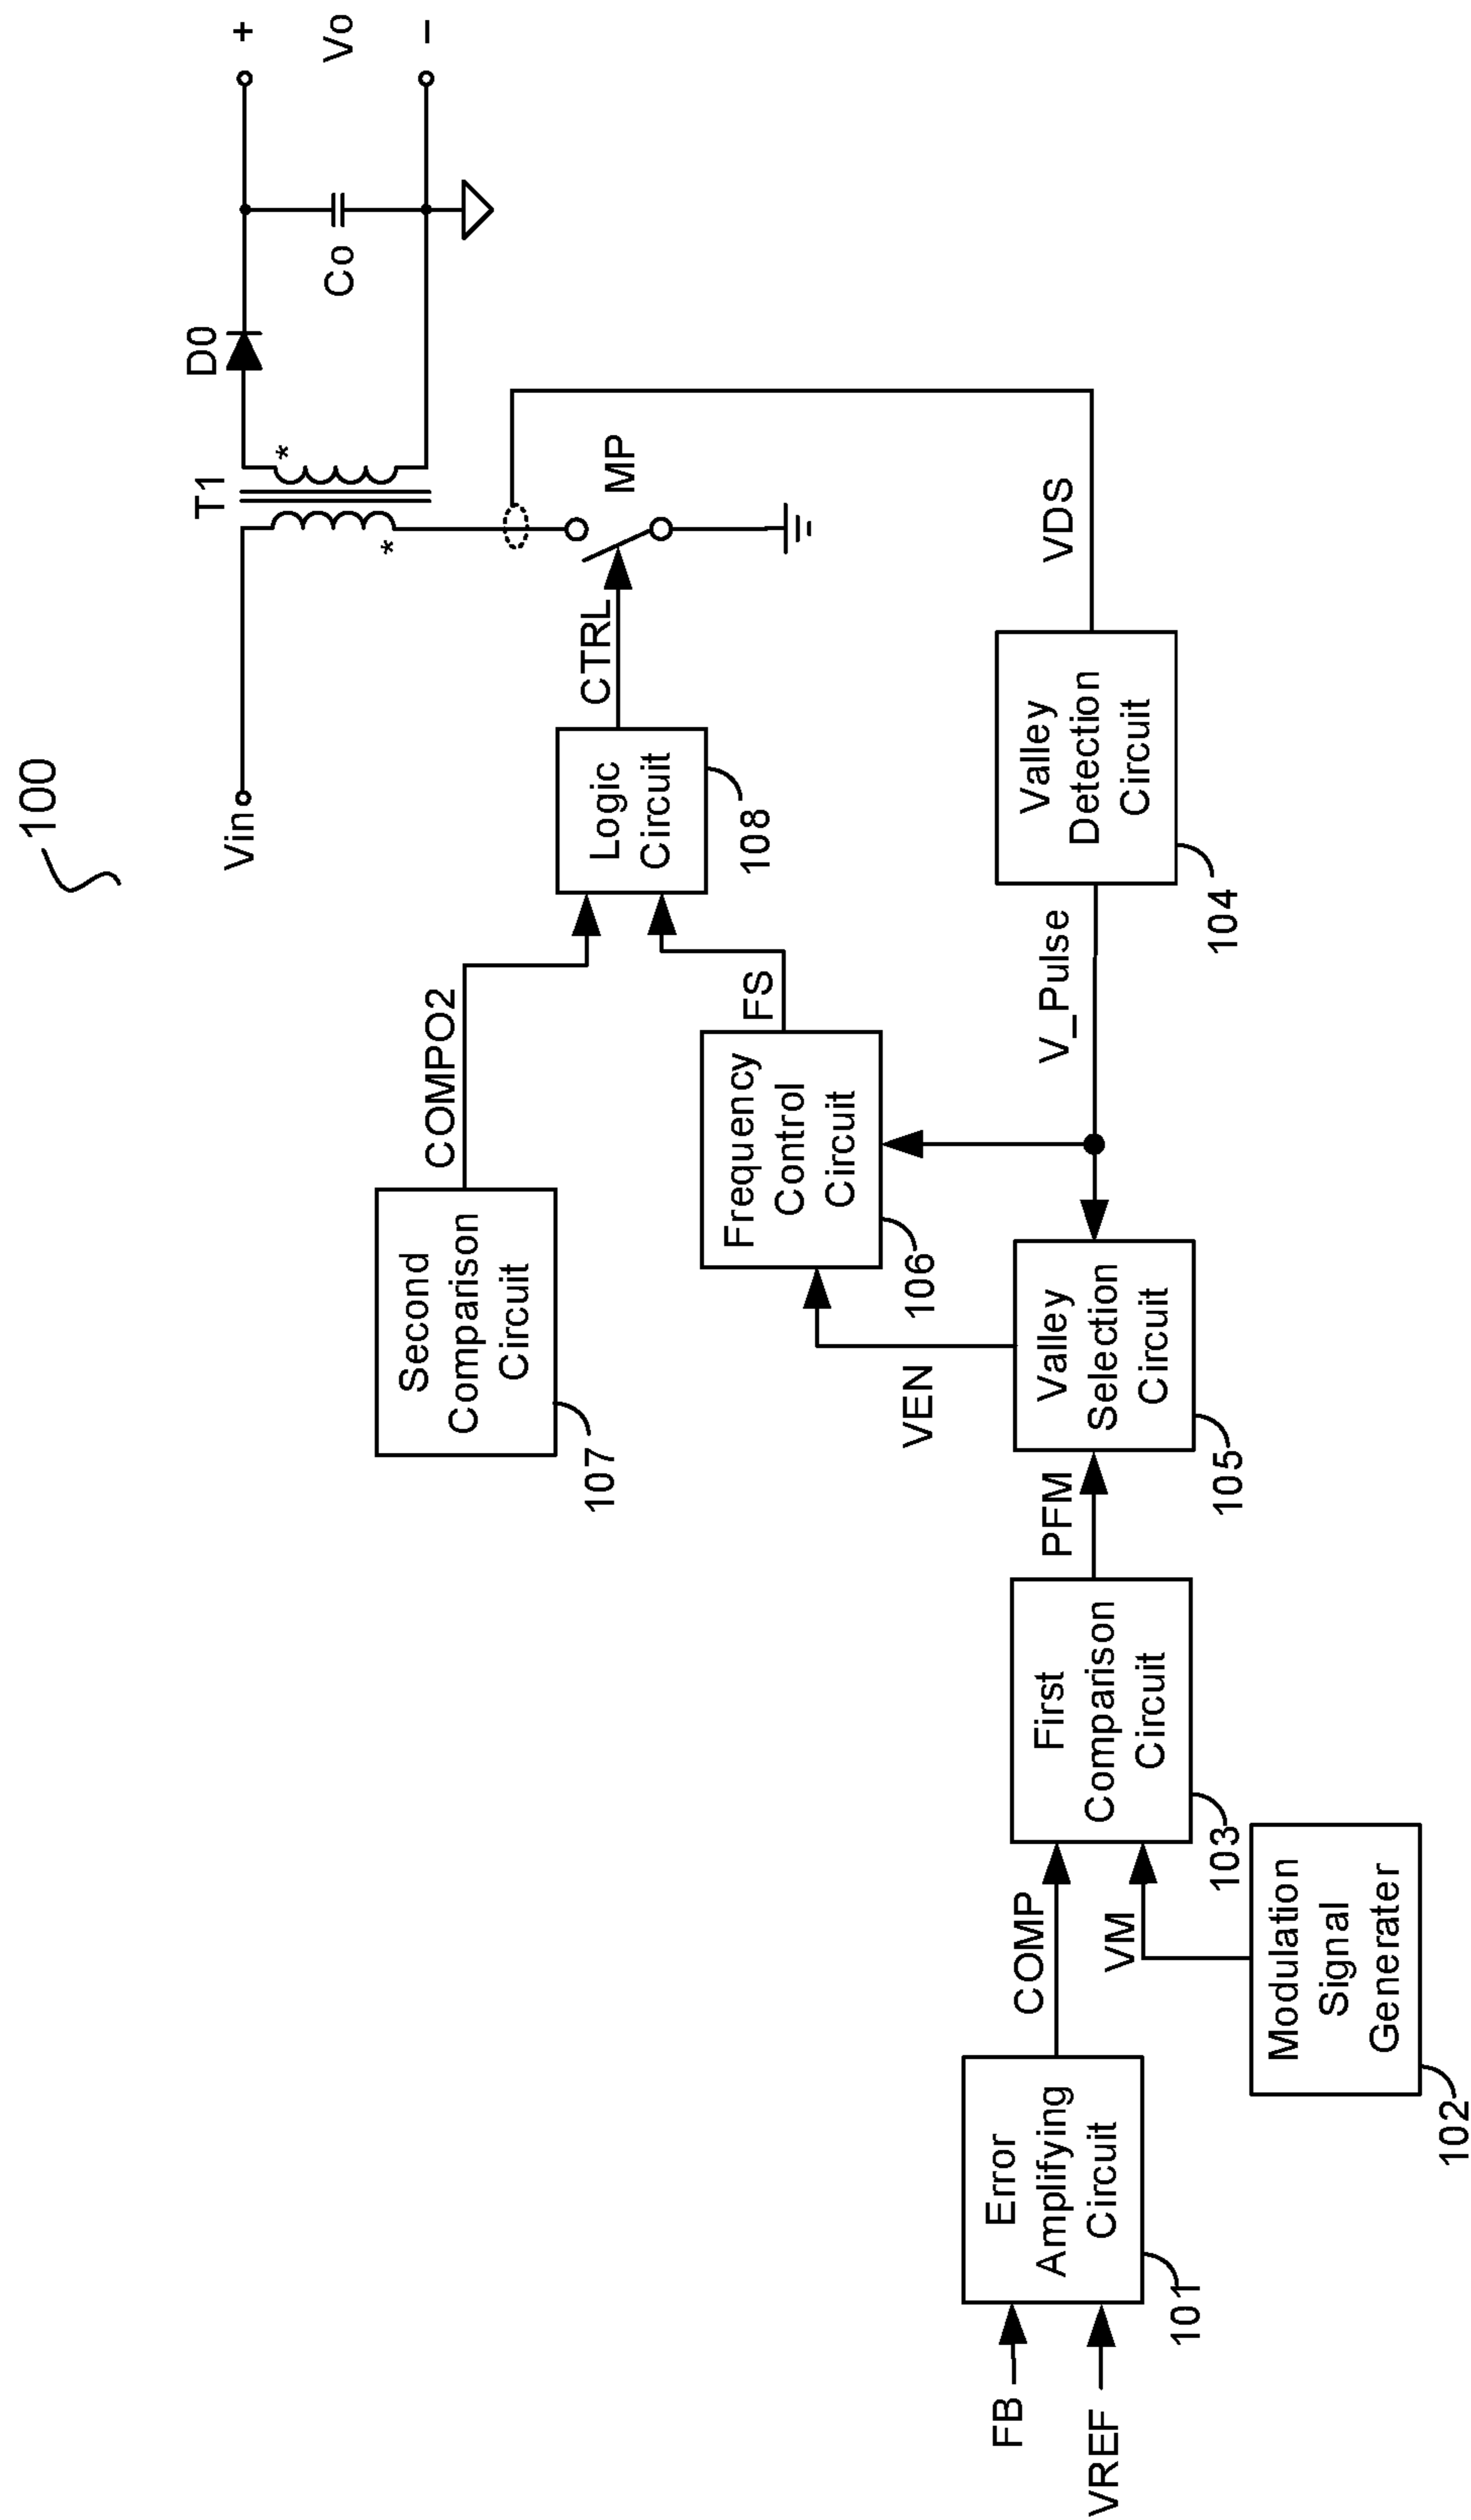 100
T1
D0
+
Vin
*
*
Co
Vo
−
COMPO2
CTRL
MP
Second
Comparison
Circuit
107
Logic
Circuit
108
FS
Frequency
Control
Circuit
106
VEN
FB
VREF
Error
Amplifying
Circuit
101
COMP
VM
First
Comparison
Circuit
103
PFM
Valley
Selection
Circuit
105
V_Pulse
Valley
Detection
Circuit
104
VDS
Modulation
Signal
Generater
102